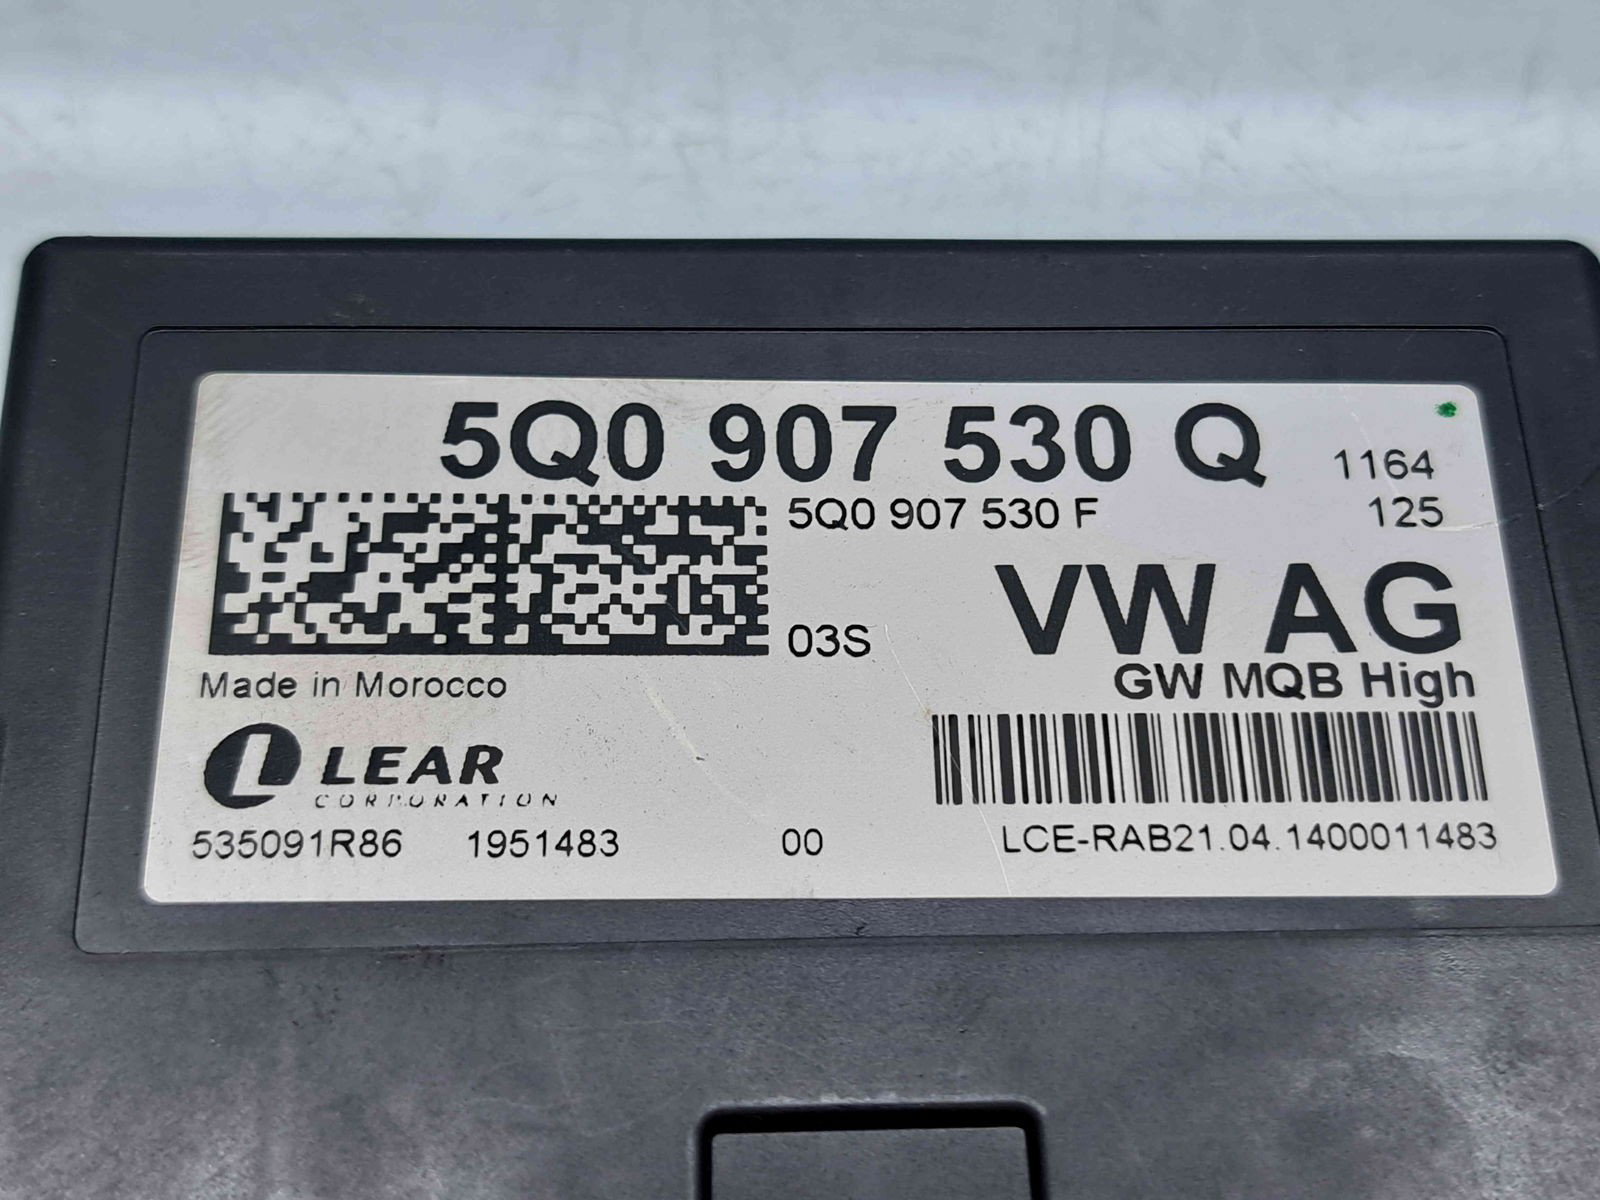 5Q0 907 530 Q 1164
5Q0 907 530 F 125
VW AG
03S
GW MQB High
Made in Morocco
LEAR
CORPORATION
535091R86 1951483 00 LCE-RAB21.04.1400011483